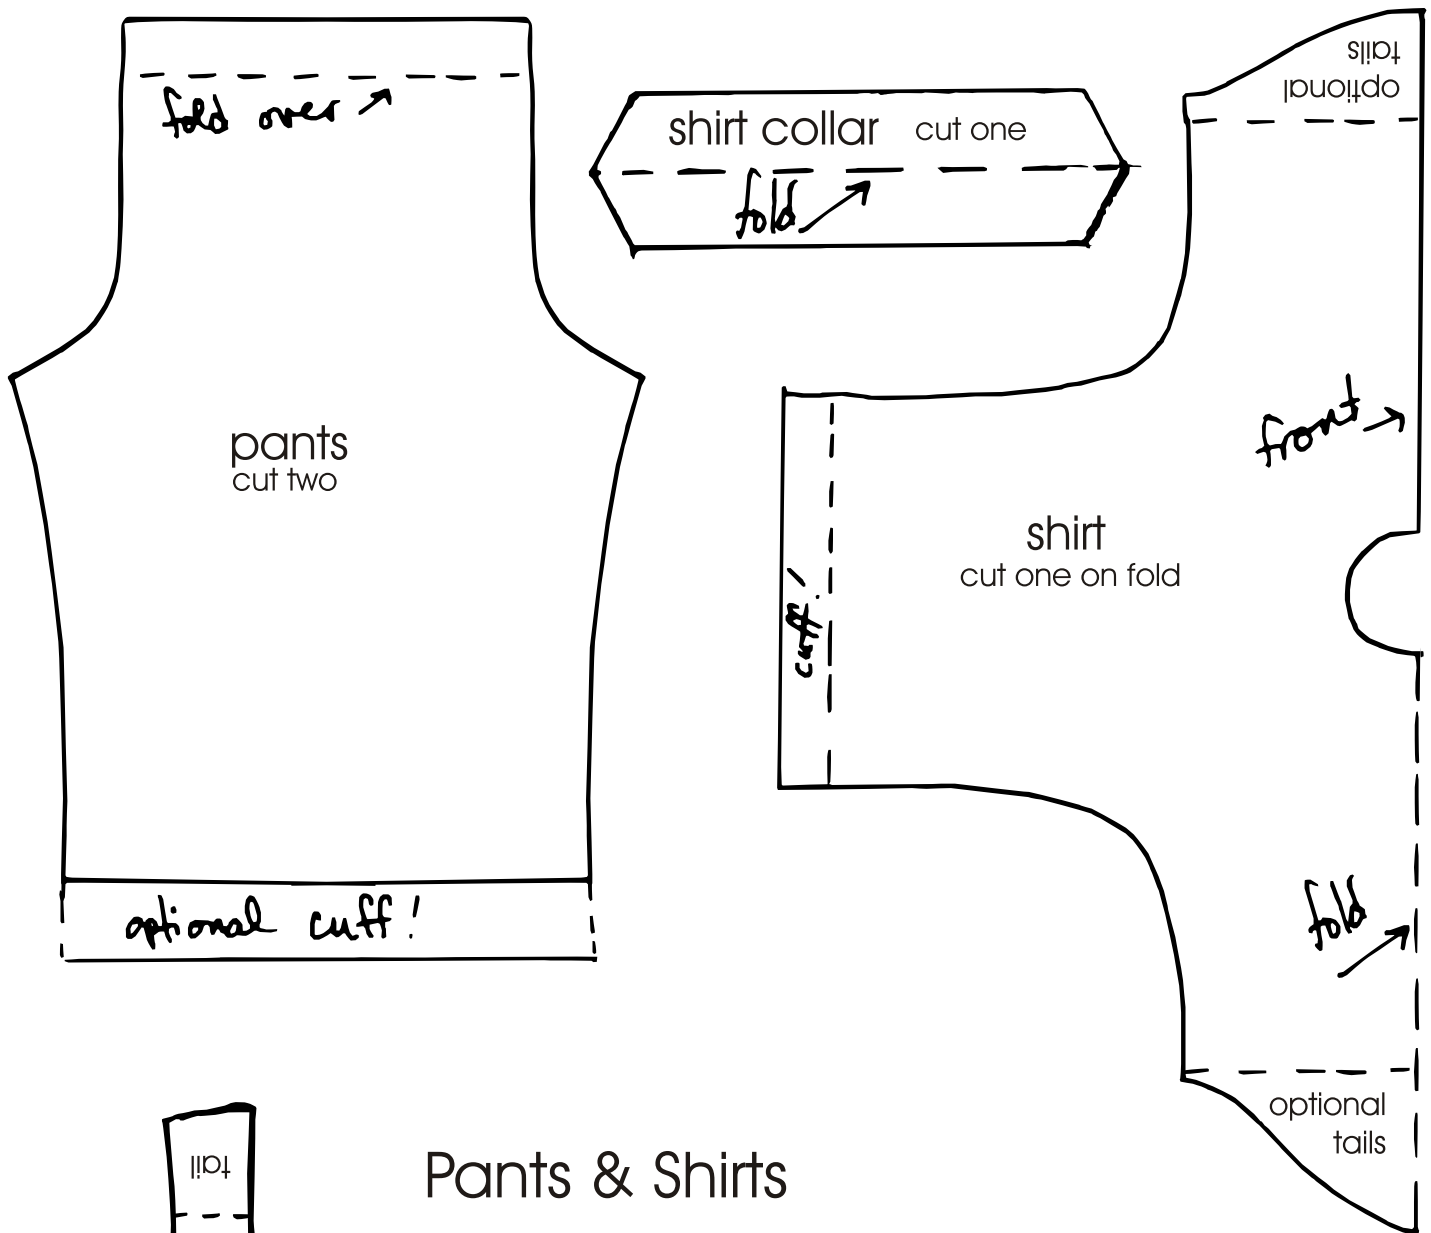 fold over
pants
cut two
optional cuff!
shirt collar cut one
fold
optional
tails
front
shirt
cut one on fold
cuff!
fold
optional
tails
tail
Pants & Shirts